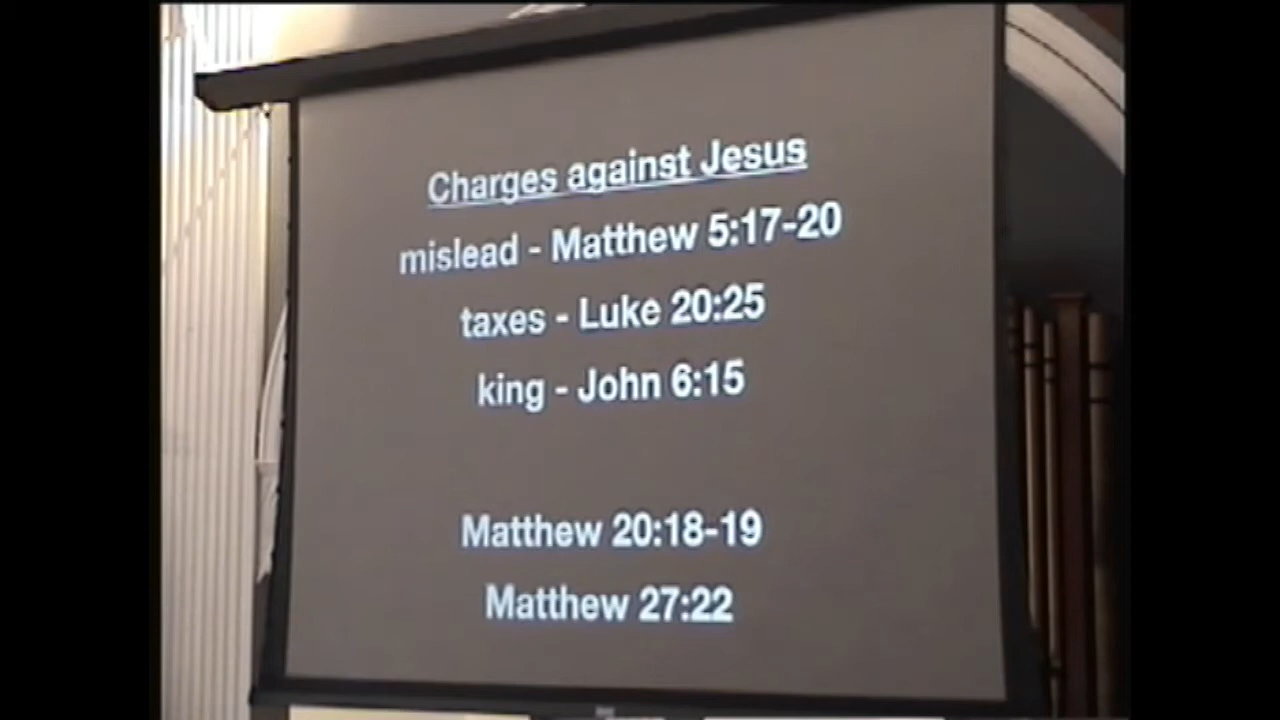 Charges against Jesus
mislead - Matthew 5:17-20
taxes - Luke 20:25
king - John 6:15
Matthew 20:18-19
Matthew 27:22